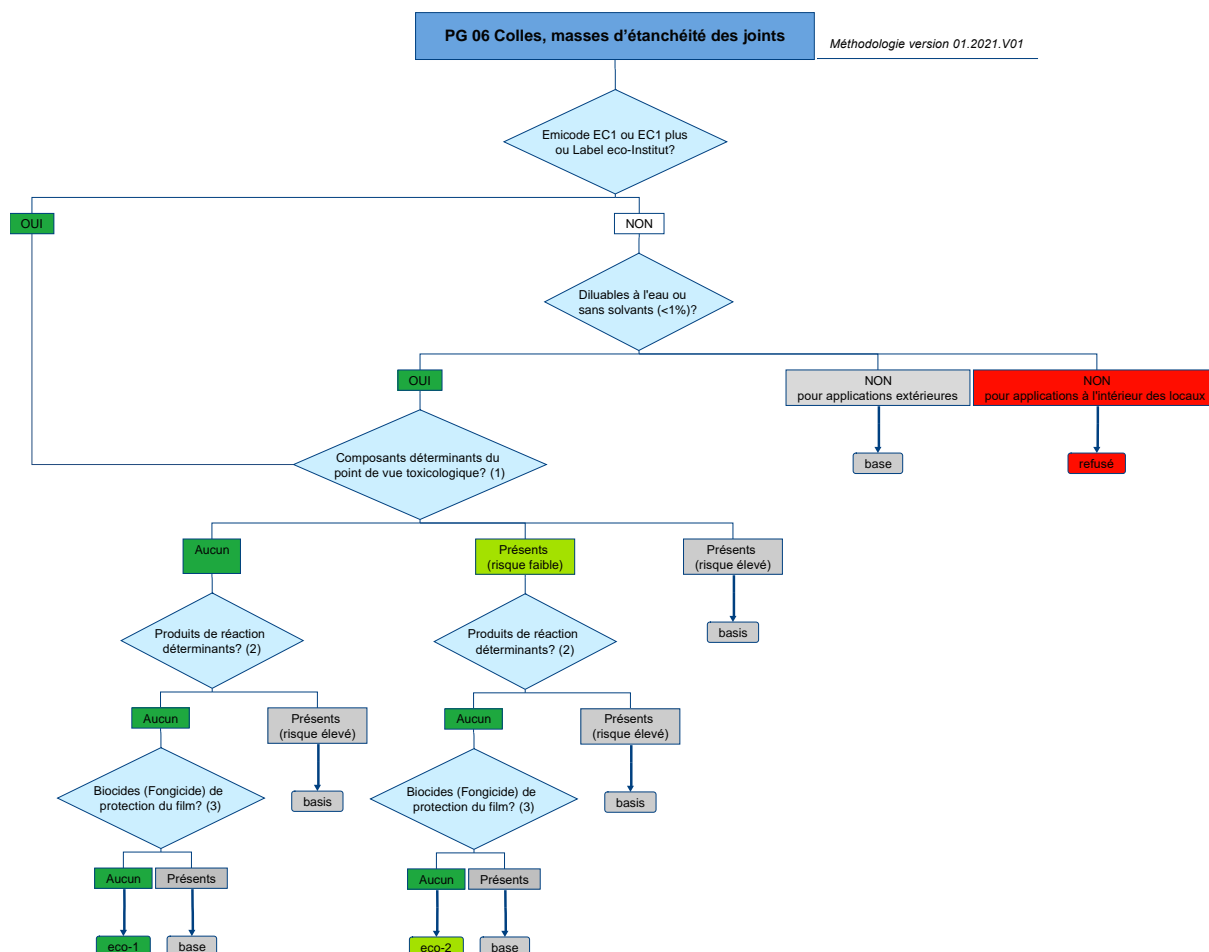 PG 06 Colles, masses d'étanchéité des joints
Méthodologie version 01.2021.V01
Emicode EC1 ou EC1 plus
ou Label eco-Institut?
OUI
NON
Diluables à l'eau ou
sans solvants (<1%)?
OUI
NON
pour applications extérieures
NON
pour applications à l'intérieur des locaux
Composants déterminants du
point de vue toxicologique? (1)
base
refusé
Aucun
Présents
(risque faible)
Présents
(risque élevé)
Produits de réaction
déterminants? (2)
Produits de réaction
déterminants? (2)
basis
Aucun
Présents
(risque élevé)
Aucun
Présents
(risque élevé)
Biocides (Fongicide) de
protection du film? (3)
basis
Biocides (Fongicide) de
protection du film? (3)
basis
Aucun
Présents
Aucun
Présents
eco-1
base
eco-2
base